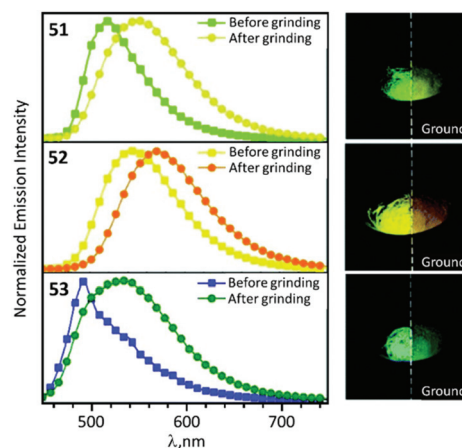 51
Before grinding
After grinding
Ground
52
Before grinding
After grinding
Ground
53
Before grinding
After grinding
Ground
Normalized Emission Intensity
500 600 700
λ,nm